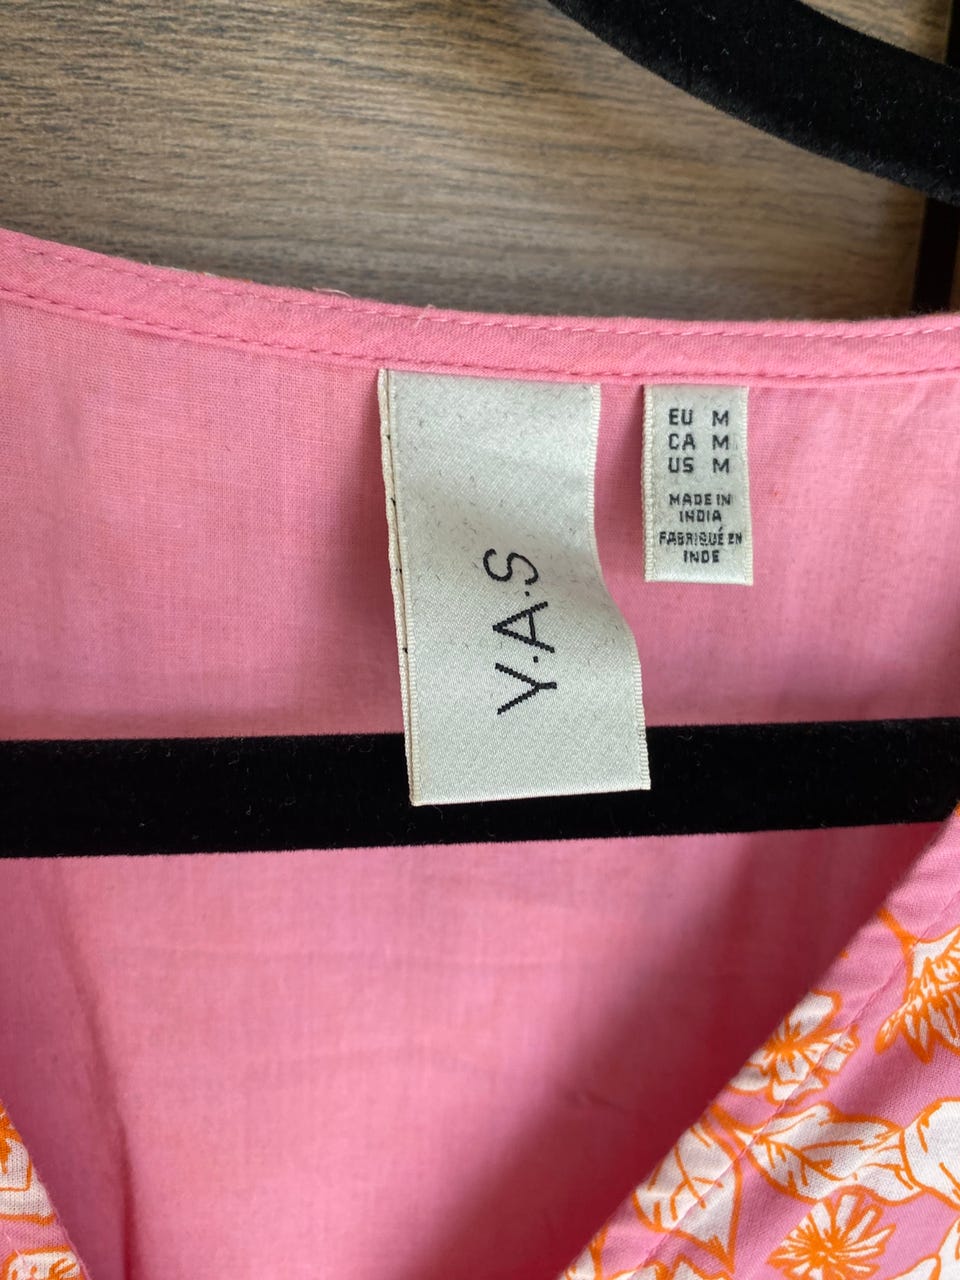 Y.A.S
EU M
CA M
US M
MADE IN
INDIA
FABRIQUÉ EN
INDE